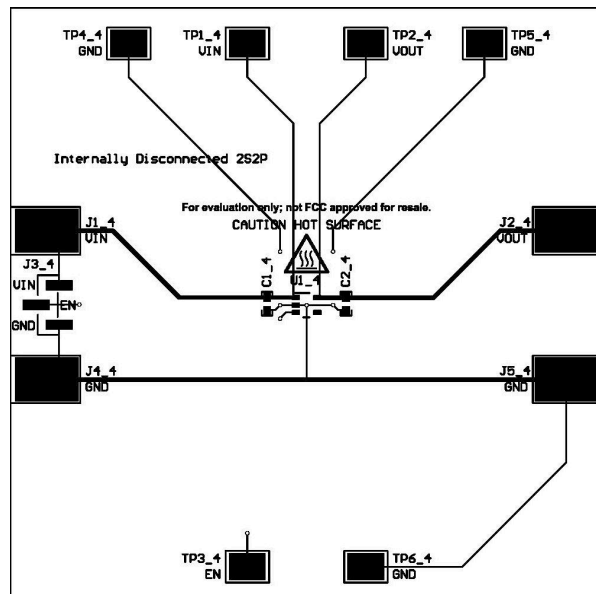 TP4_4
GND
TP1_4
VIN
TP2_4
VOUT
TP5_4
GND
Internally Disconnected 2S2P
For evaluation only; not FCC approved for resale.
CAUTION HOT SURFACE
J1_4
VIN
J2_4
VOUT
J3_4
VIN
EN
GND
C1_4
U1_4
C2_4
J4_4
GND
J5_4
GND
TP3_4
EN
TP6_4
GND